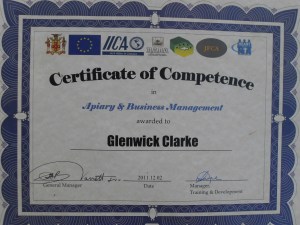 IICA
Certificate of Competence
in
Apiary & Business Management
awarded to
Glenwick Clarke
2011 12 02
General Manager
Date
Manager
Training & Development